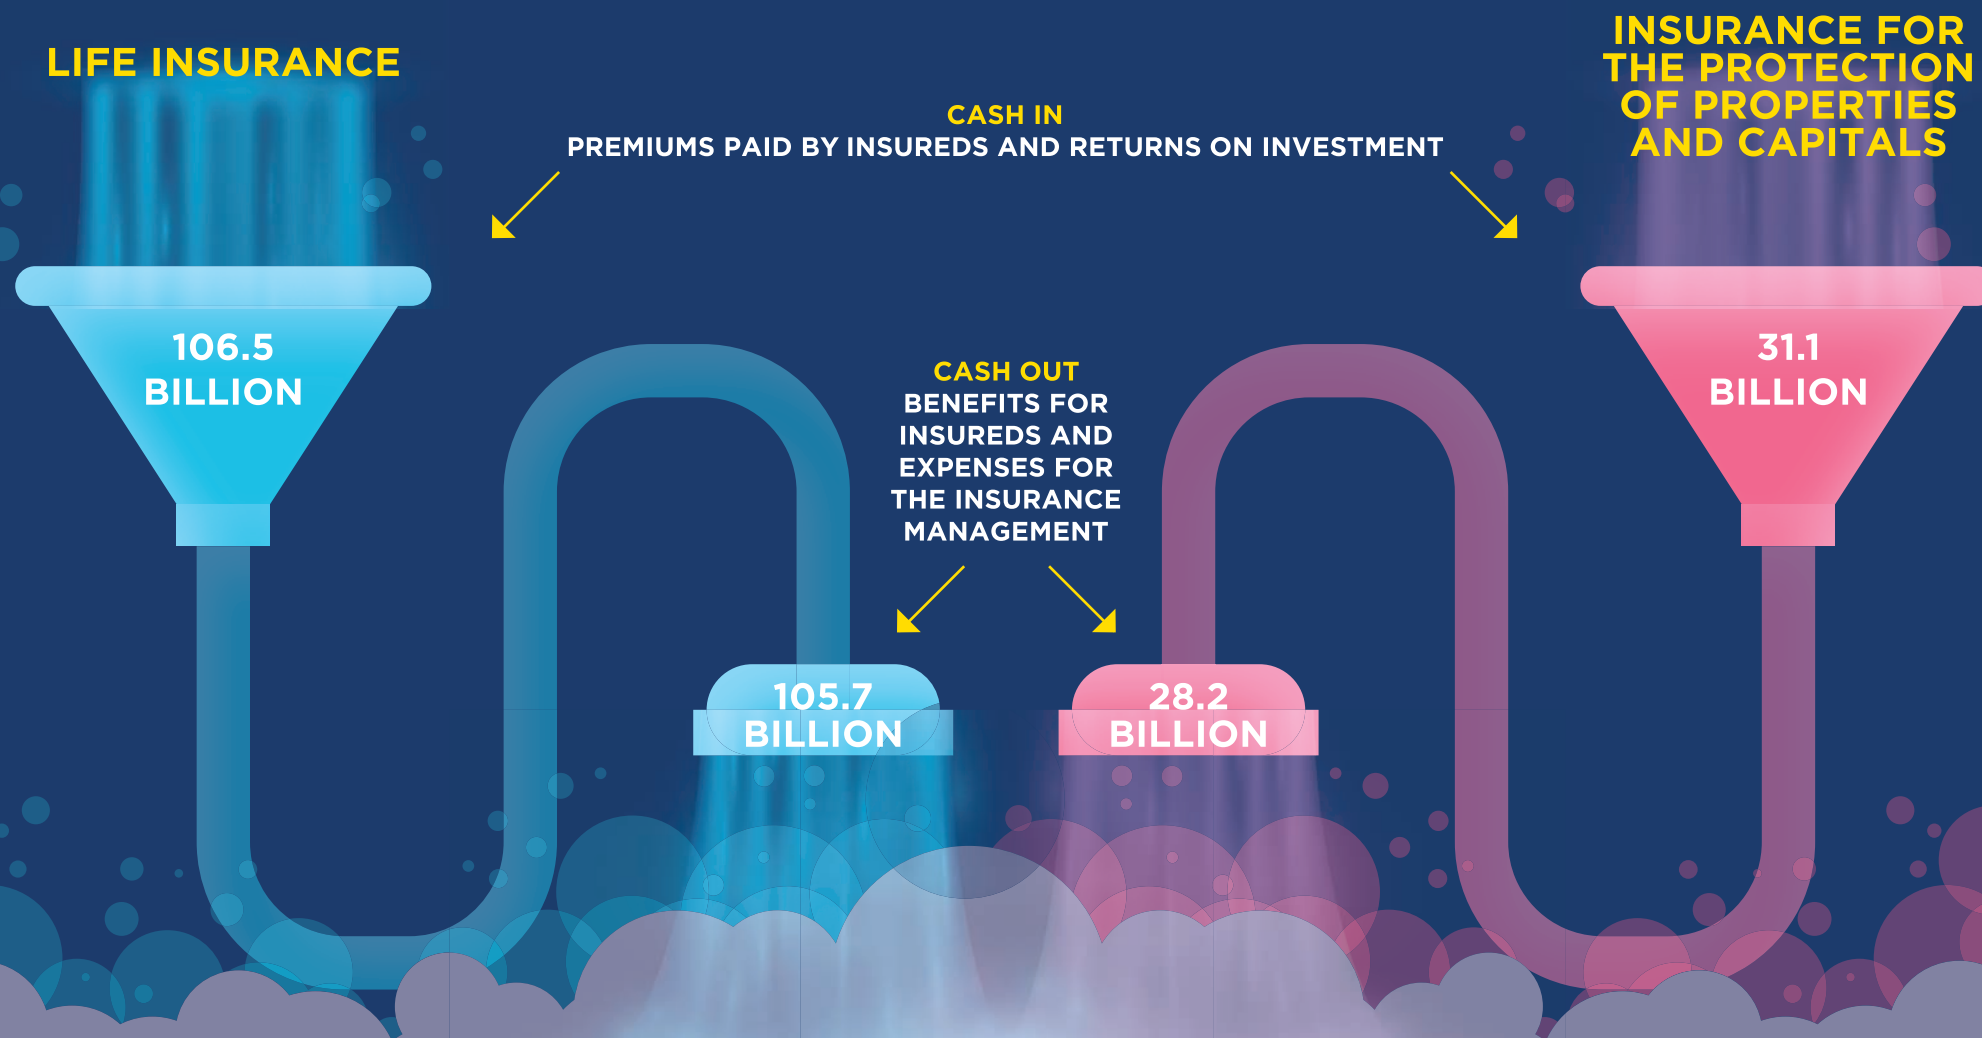 LIFE INSURANCE
INSURANCE FOR
THE PROTECTION
OF PROPERTIES
AND CAPITALS
CASH IN
PREMIUMS PAID BY INSUREDS AND RETURNS ON INVESTMENT
106.5
BILLION
31.1
BILLION
CASH OUT
BENEFITS FOR
INSUREDS AND
EXPENSES FOR
THE INSURANCE
MANAGEMENT
105.7
BILLION
28.2
BILLION